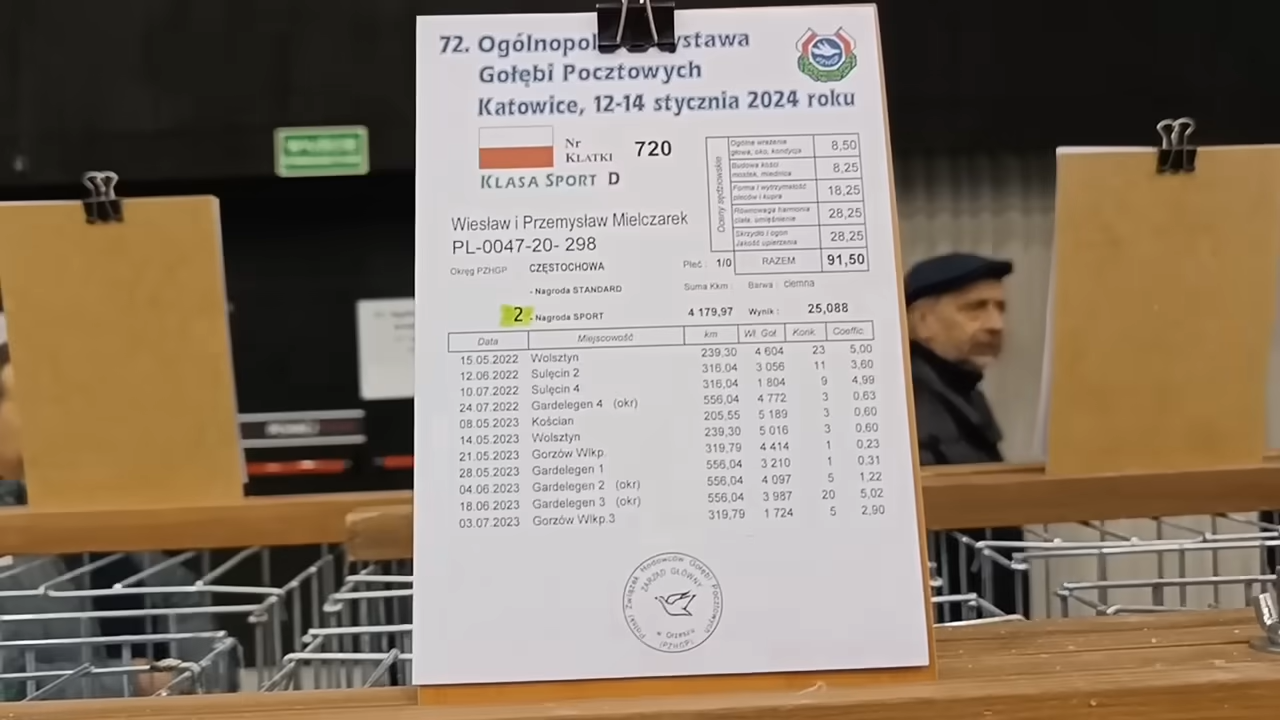 72. Ogólnopol ystawa
Gołębi Pocztowych
Katowice, 12-14 stycznia 2024 roku
PZHGP
Nr KLATKI 720
KLASA SPORT D
Oceny sędziowskie
Ogólne wrażenie głowa, oko, kondycja 8,50
Budowa kości mostek, miednica 8,25
Forma i wytrzymałość pleców i kupra 18,25
Równowaga harmonia ciała, umięśnienie 28,25
Skrzydło i ogon Jakość upierzenia 28,25
RAZEM 91,50
Wiesław i Przemysław Mielczarek
PL-0047-20- 298
Okręg PZHGP CZĘSTOCHOWA Płeć : 1/0
- Nagroda STANDARD Suma Kkm : Barwa : ciemna
2 - Nagroda SPORT 4 179,97 Wynik : 25,088
Data Miejscowość km Wł. Goł. Konk. Coeffic.
15.05.2022 Wolsztyn 239,30 4 604 23 5,00
12.06.2022 Sulęcin 2 316,04 3 056 11 3,60
10.07.2022 Sulęcin 4 316,04 1 804 9 4,99
24.07.2022 Gardelegen 4 (okr) 556,04 4 772 3 0,63
08.05.2023 Kościan 205,55 5 189 3 0,60
14.05.2023 Wolsztyn 239,30 5 016 3 0,60
21.05.2023 Gorzów Wlkp. 319,79 4 414 1 0,23
28.05.2023 Gardelegen 1 556,04 3 210 1 0,31
04.06.2023 Gardelegen 2 (okr) 556,04 4 097 5 1,22
18.06.2023 Gardelegen 3 (okr) 556,04 3 987 20 5,02
03.07.2023 Gorzów Wlkp.3 319,79 1 724 5 2,90
Polski Związek Hodowców Gołębi Pocztowych
ZARZĄD GŁÓWNY
w Orzeszu
(PZHGP)